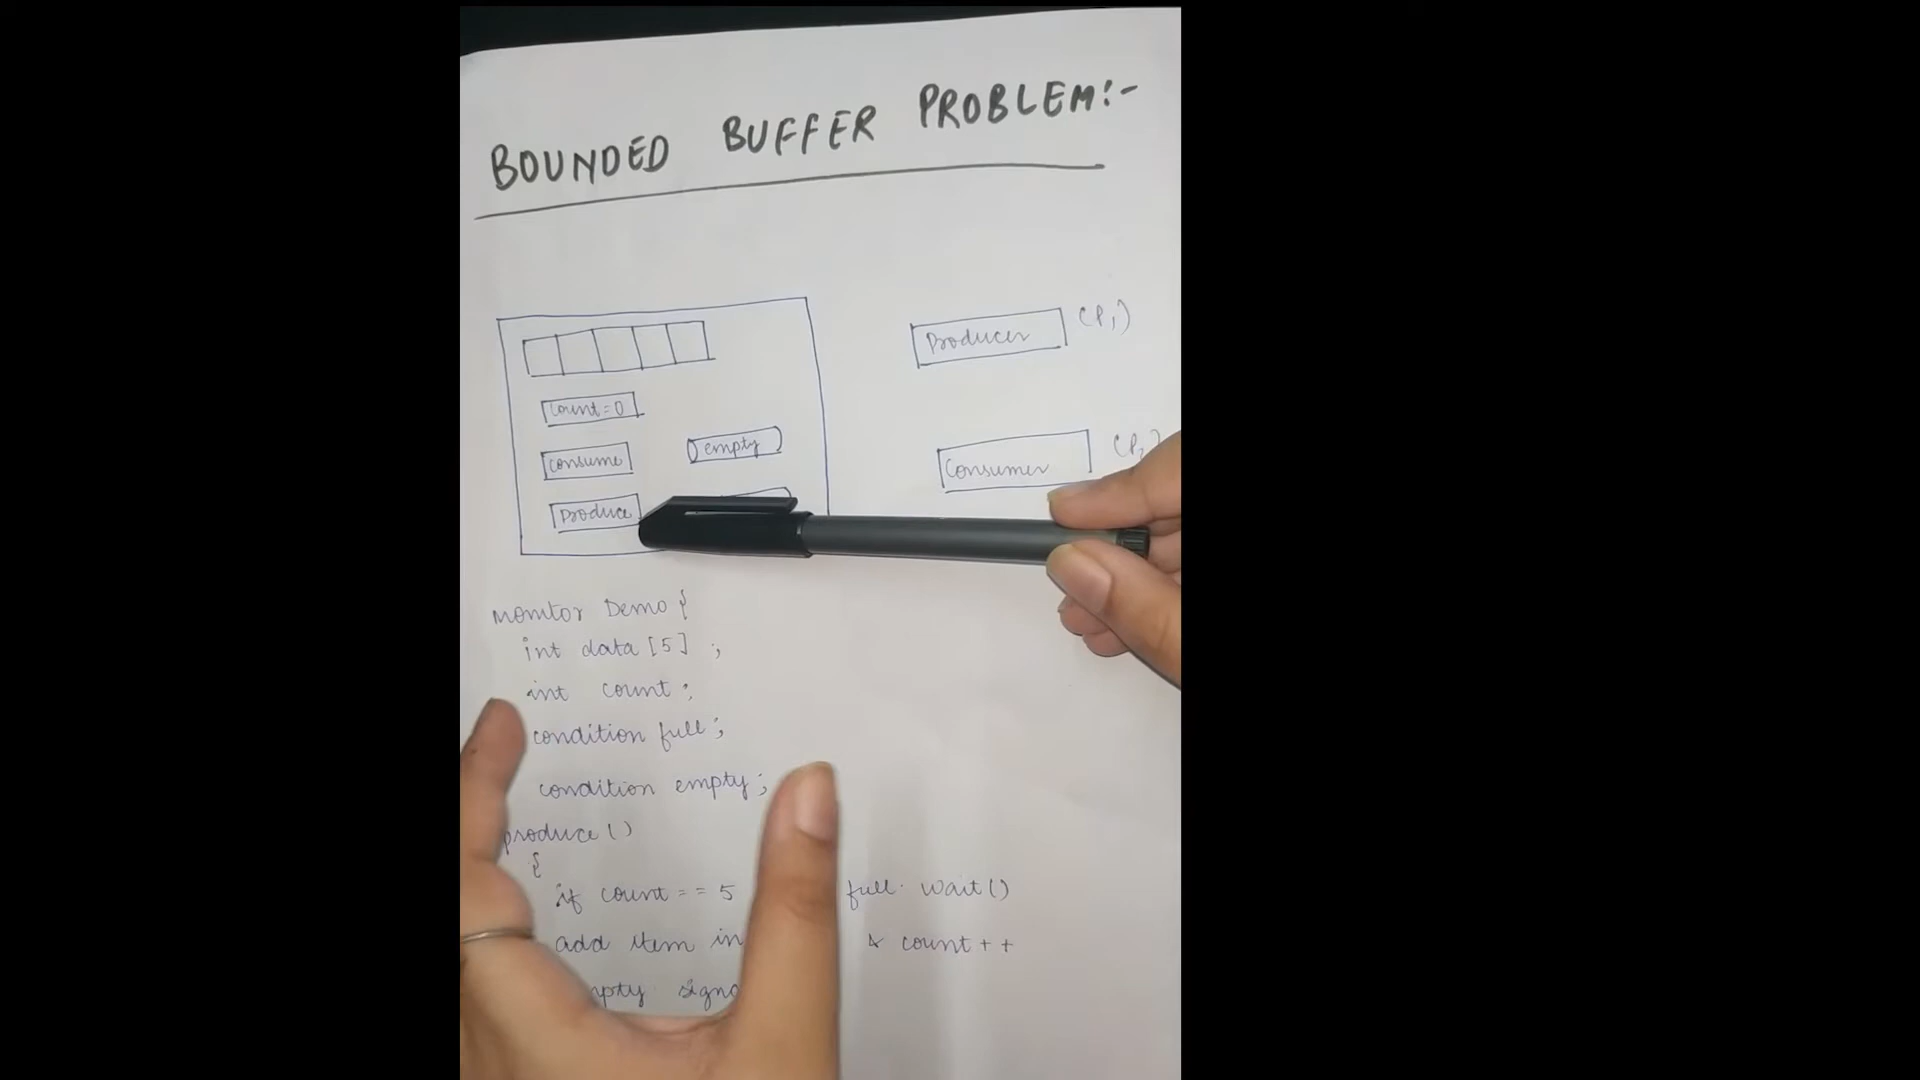 BOUNDED BUFFER PROBLEM:-
Producer (P1)
count=0
empty
consume
Consumer
Produce
monitor Demo {
int data [5] ;
int count ;
condition full ;
condition empty ;
produce ()
{
if count == 5 full. wait()
add item in & count ++